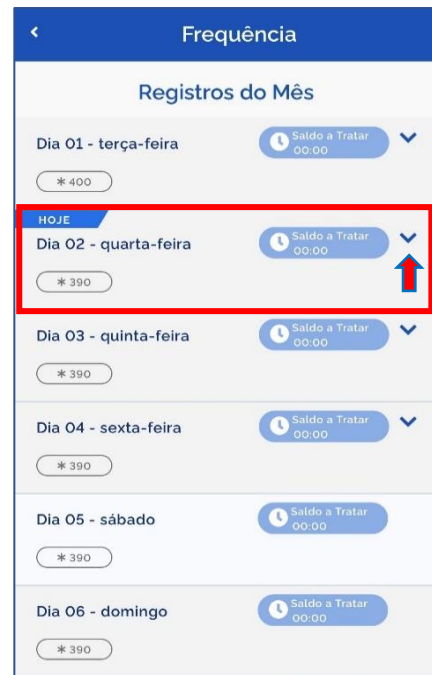 Frequência
Registros do Mês
Dia 01 - terça-feira
Saldo a Tratar
00:00
* 400
HOJE
Dia 02 - quarta-feira
Saldo a Tratar
00:00
* 390
Dia 03 - quinta-feira
Saldo a Tratar
00:00
* 390
Dia 04 - sexta-feira
Saldo a Tratar
00:00
* 390
Dia 05 - sábado
Saldo a Tratar
00:00
* 390
Dia 06 - domingo
Saldo a Tratar
00:00
* 390